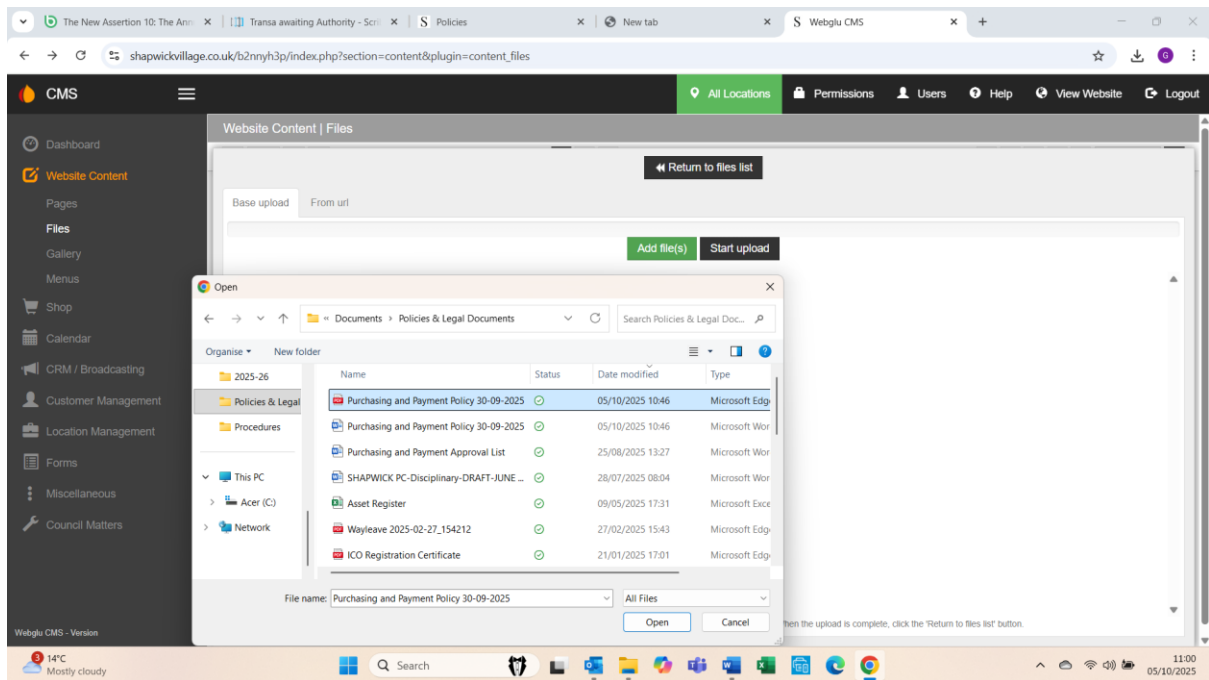 The New Assertion 10: The Ann
Transa awaiting Authority - Scri
S Policies
New tab
S Webglu CMS
shapwickvillage.co.uk/b2nnyh3p/index.php?section=content&plugin=content_files
G
CMS
All Locations
Permissions
Users
Help
View Website
Logout
Website Content | Files
Dashboard
Website Content
Pages
Files
Gallery
Menus
Shop
Calendar
CRM / Broadcasting
Customer Management
Location Management
Forms
Miscellaneous
Council Matters
Webglu CMS - Version
Return to files list
Base upload From url
Add file(s) Start upload
Open
« Documents > Policies & Legal Documents
Search Policies & Legal Doc...
Organise New folder
2025-26
Policies & Legal
Procedures
This PC
Acer (C:)
Network
Name Status Date modified Type
Purchasing and Payment Policy 30-09-2025 05/10/2025 10:46 Microsoft Edg
Purchasing and Payment Policy 30-09-2025 05/10/2025 10:46 Microsoft Wor
Purchasing and Payment Approval List 25/08/2025 13:27 Microsoft Wor
SHAPWICK PC-Disciplinary-DRAFT-JUNE ... 28/07/2025 08:04 Microsoft Wor
Asset Register 09/05/2025 17:31 Microsoft Exce
Wayleave 2025-02-27_154212 27/02/2025 15:43 Microsoft Edg
ICO Registration Certificate 21/01/2025 17:01 Microsoft Edg
File name: Purchasing and Payment Policy 30-09-2025 All Files
Open Cancel
hen the upload is complete, click the 'Return to files list' button.
3
14°C
Mostly cloudy
Search
11:00
05/10/2025